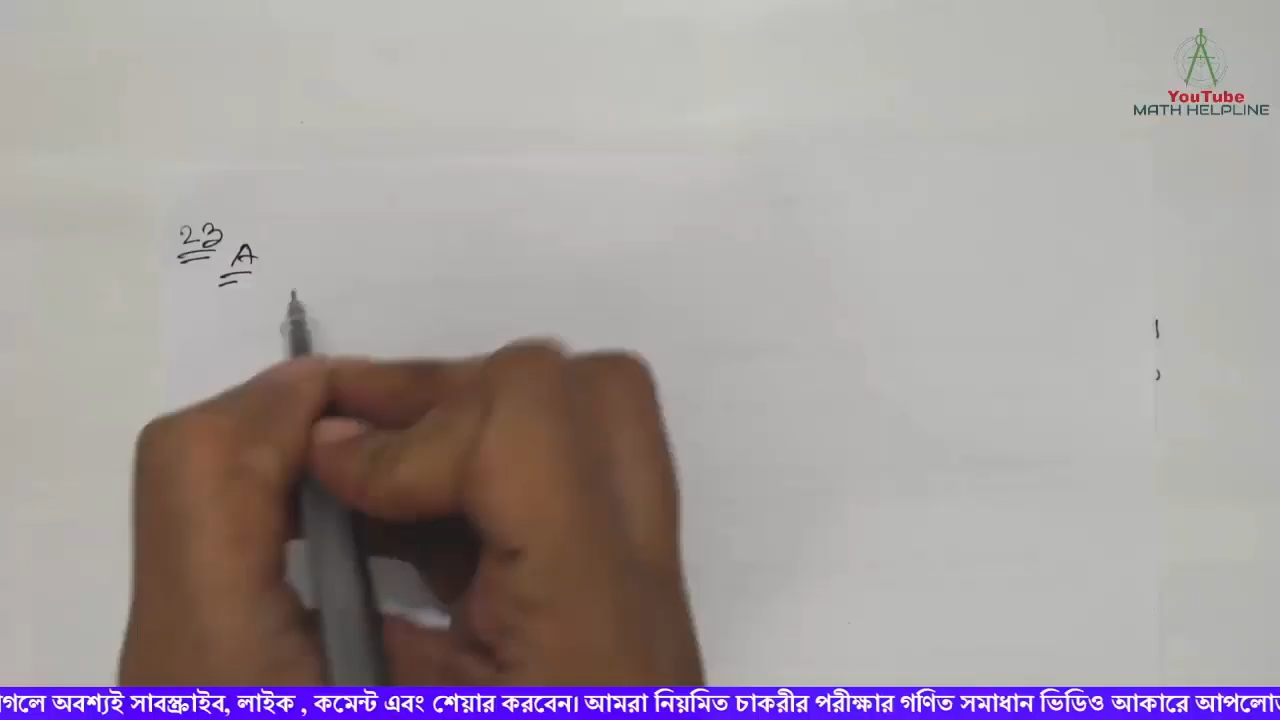 YouTube
MATH HELPLINE
23
A
গলে অবশ্যই সাবস্ক্রাইব, লাইক , কমেন্ট এবং শেয়ার করবেন। আমরা নিয়মিত চাকরীর পরীক্ষার গণিত সমাধান ভিডিও আকারে আপলো